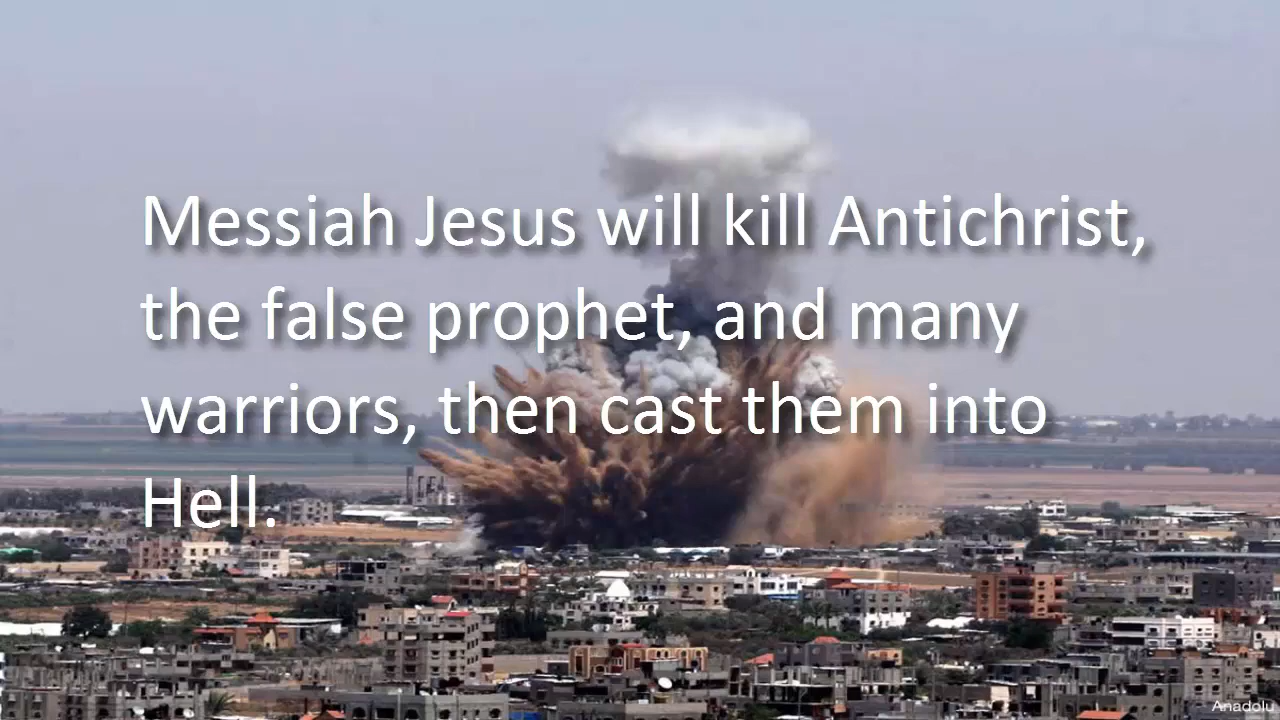 Messiah Jesus will kill Antichrist,
the false prophet, and many
warriors, then cast them into
Hell.
Anadolu